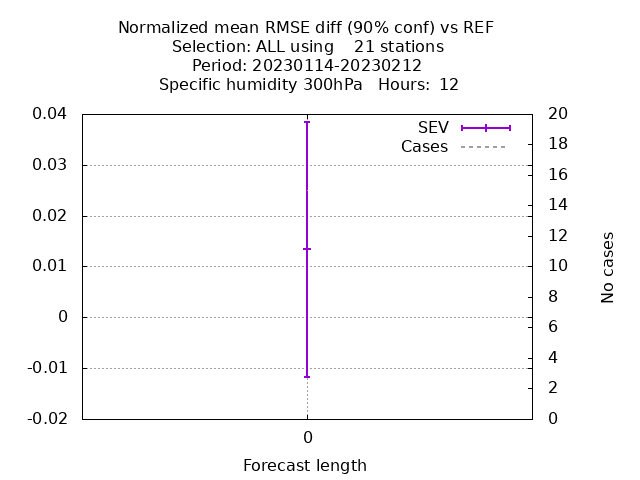 Normalized mean RMSE diff (90% conf) vs REF
Selection: ALL using    21 stations
Period: 20230114-20230212
Specific humidity 300hPa   Hours:  12
0.04
0.03
0.02
0.01
0
-0.01
-0.02
20
18
16
14
12
10
8
6
4
2
0
SEV
Cases
No cases
0
Forecast length